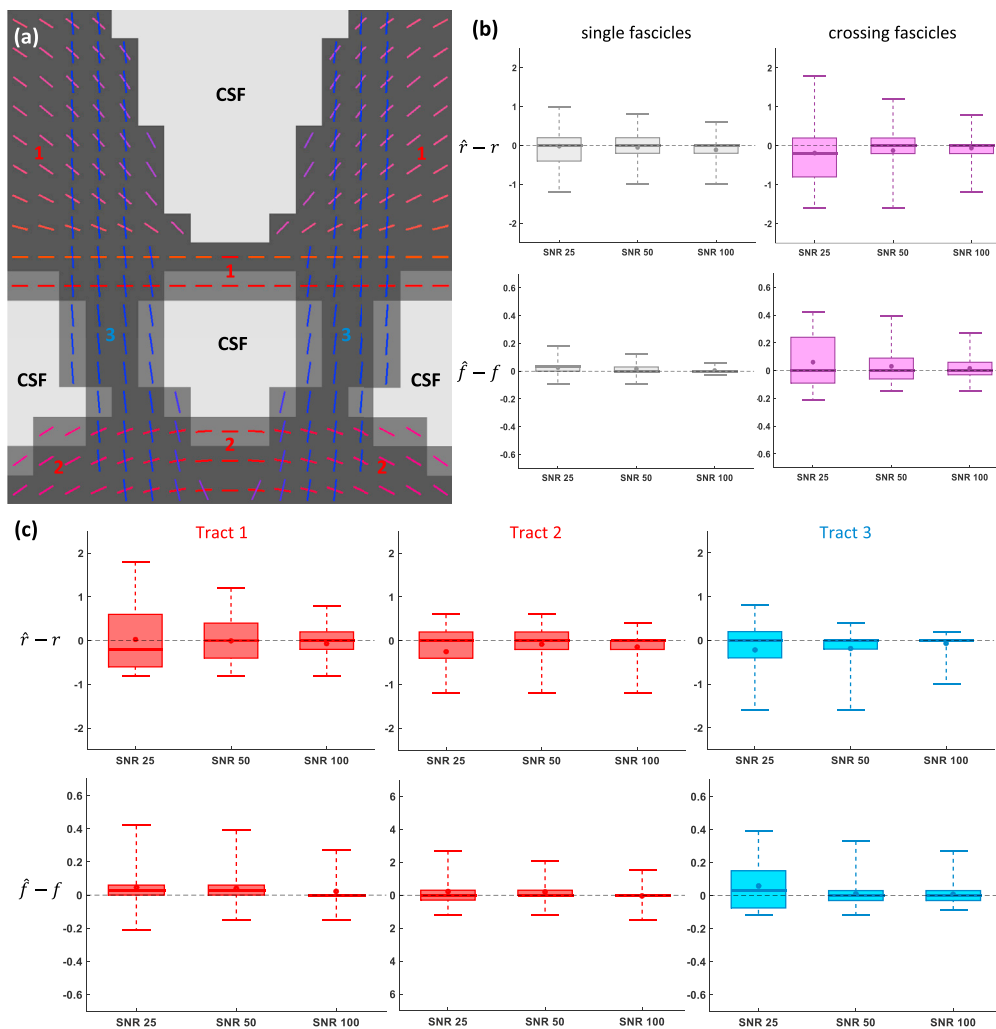 (a)
CSF
1
1
1
3
3
CSF
CSF
CSF
2
2
2
(b)
single fascicles
crossing fascicles
r̂ − r
2
1
0
-1
-2
SNR 25 SNR 50 SNR 100
2
1
0
-1
-2
SNR 25 SNR 50 SNR 100
f̂ − f
0.6
0.4
0.2
0
-0.2
-0.4
-0.6
SNR 25 SNR 50 SNR 100
0.6
0.4
0.2
0
-0.2
-0.4
-0.6
SNR 25 SNR 50 SNR 100
(c)
Tract 1
Tract 2
Tract 3
r̂ − r
2
1
0
-1
-2
SNR 25 SNR 50 SNR 100
2
1
0
-1
-2
SNR 25 SNR 50 SNR 100
2
1
0
-1
-2
SNR 25 SNR 50 SNR 100
f̂ − f
0.6
0.4
0.2
0
-0.2
-0.4
-0.6
SNR 25 SNR 50 SNR 100
6
4
2
0
2
4
6
SNR 25 SNR 50 SNR 100
0.6
0.4
0.2
0
-0.2
-0.4
-0.6
SNR 25 SNR 50 SNR 100